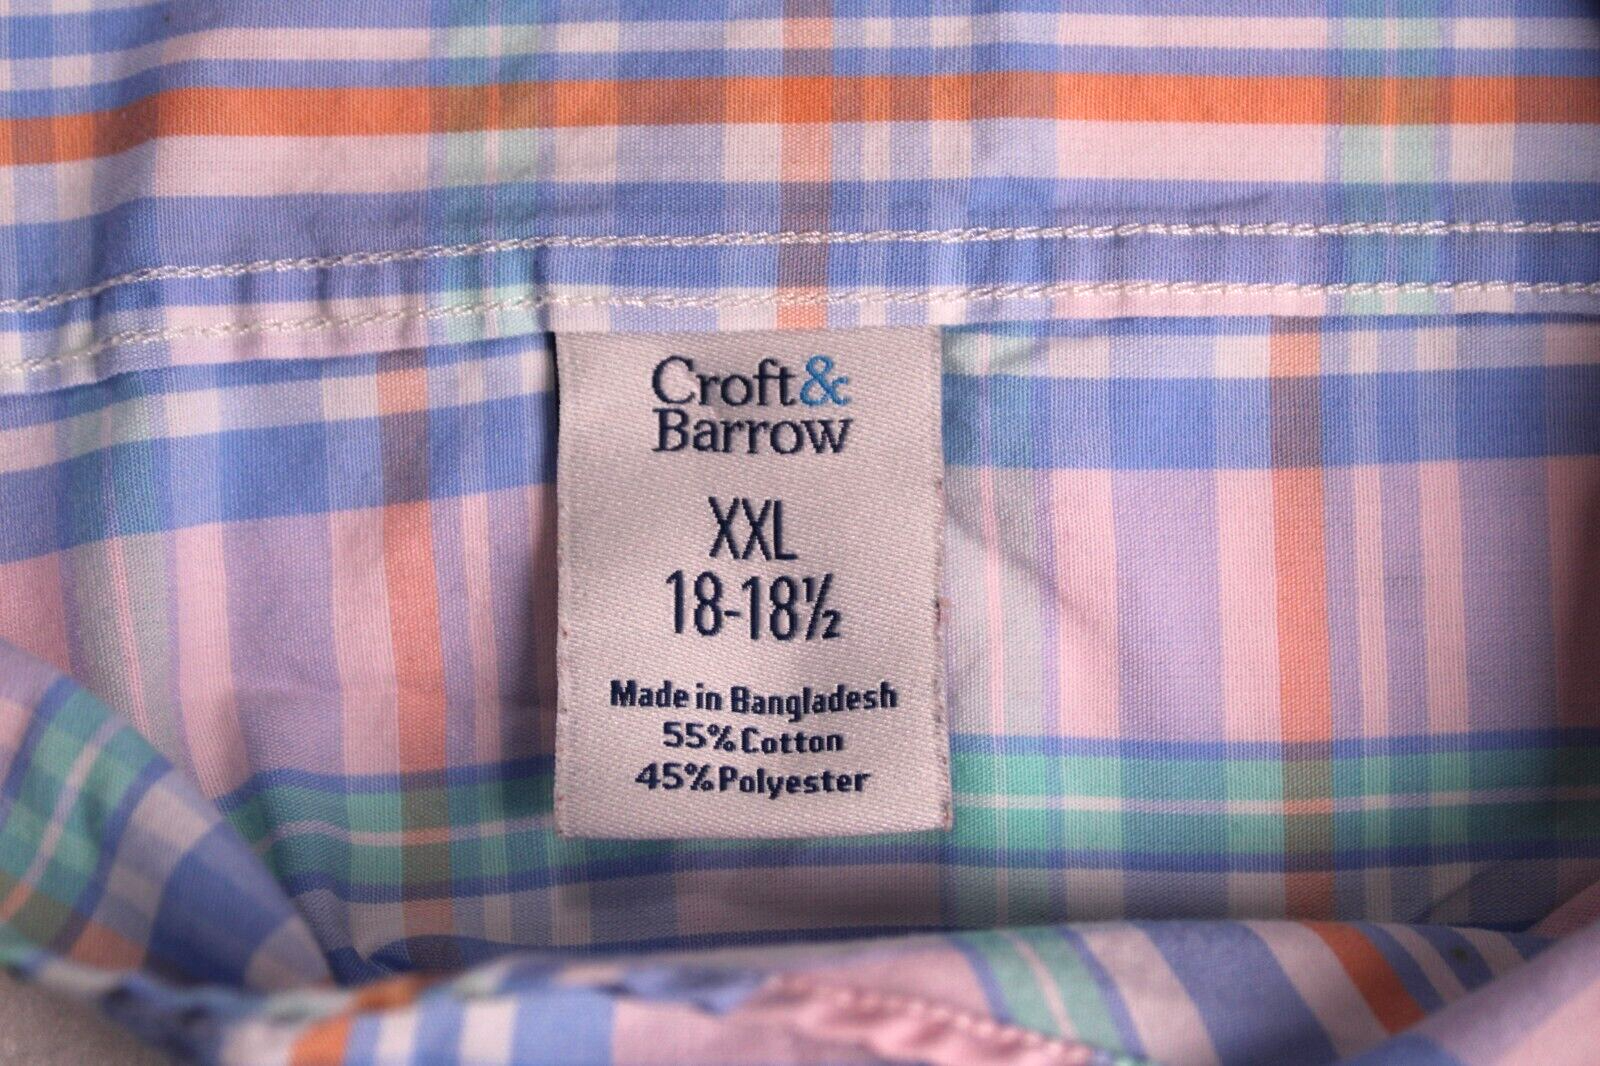 Croft&
Barrow
XXL
18-18½
Made in Bangladesh
55% Cotton
45% Polyester